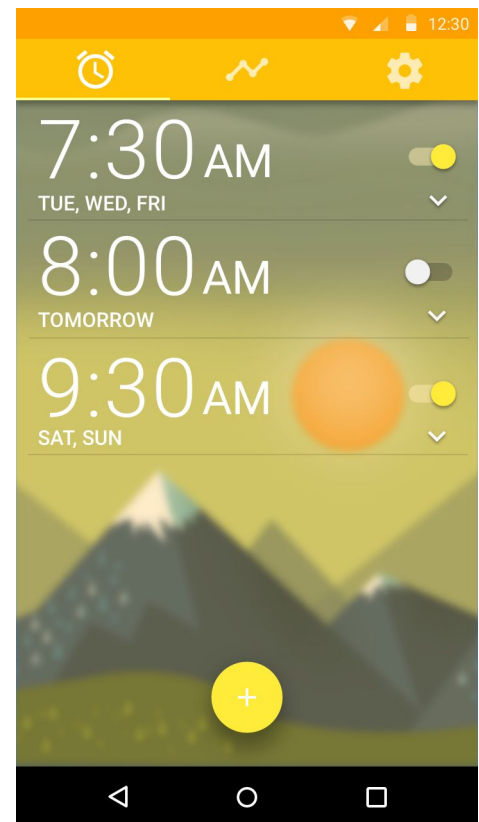 12:30
7:30 AM
TUE, WED, FRI
8:00 AM
TOMORROW
9:30 AM
SAT, SUN
+